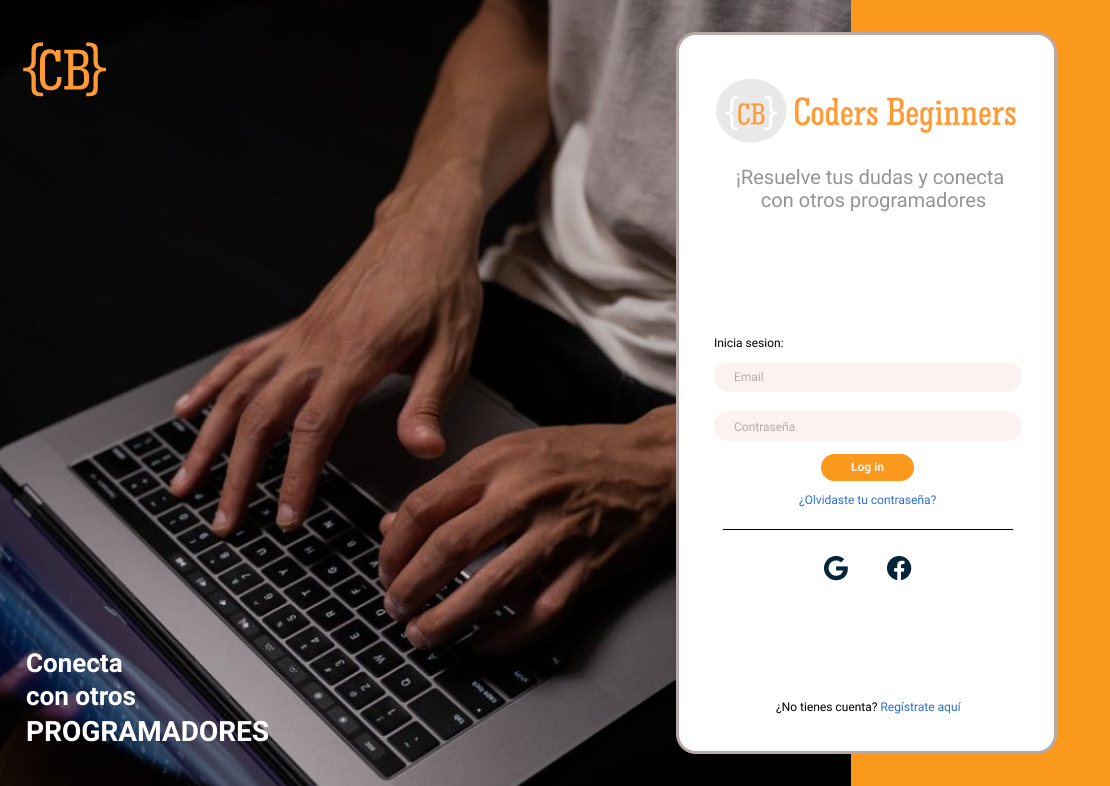 {CB}
{CB} Coders Beginners
¡Resuelve tus dudas y conecta
con otros programadores
Inicia sesion:
Email
Contraseña
Log in
¿Olvidaste tu contraseña?
¿No tienes cuenta? Regístrate aquí
Conecta
con otros
PROGRAMADORES